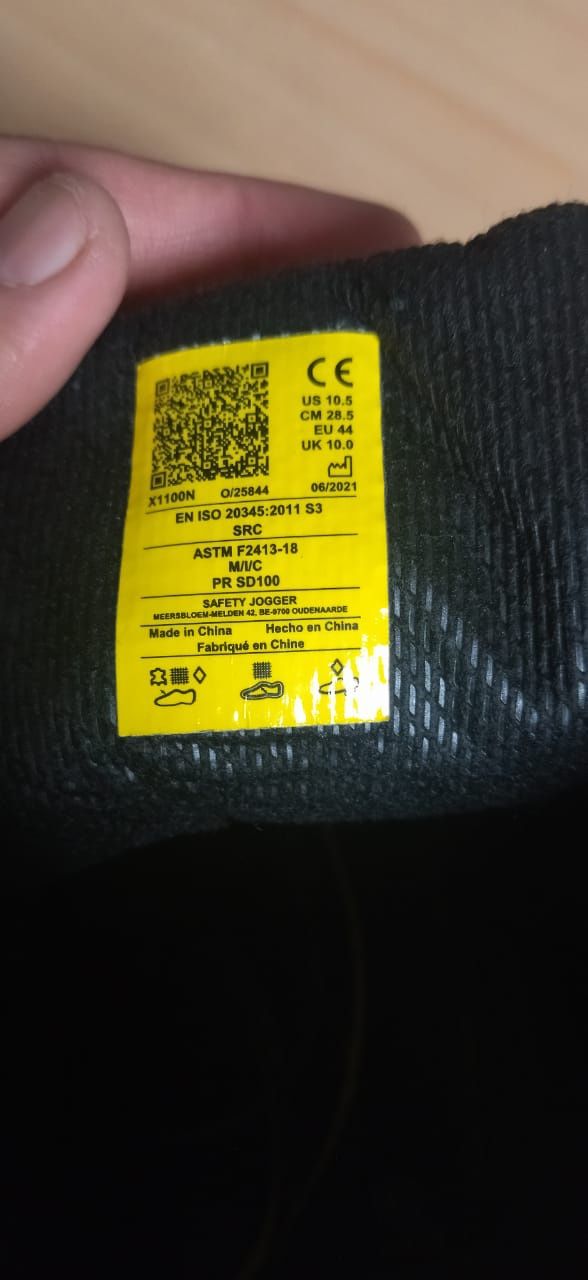 CE
US 10.5
CM 28.5
EU 44
UK 10.0
X1100N O/25844 06/2021
EN ISO 20345:2011 S3
SRC
ASTM F2413-18
M/I/C
PR SD100
SAFETY JOGGER
MEERSBLOEM-MELDEN 42, BE-9700 OUDENAARDE
Made in China Hecho en China
Fabriqué en Chine